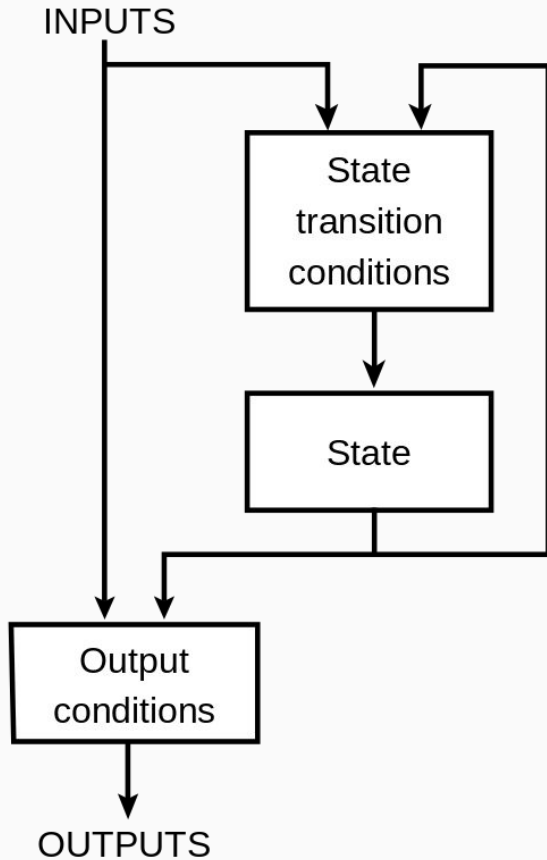 INPUTS
State
transition
conditions
State
Output
conditions
OUTPUTS